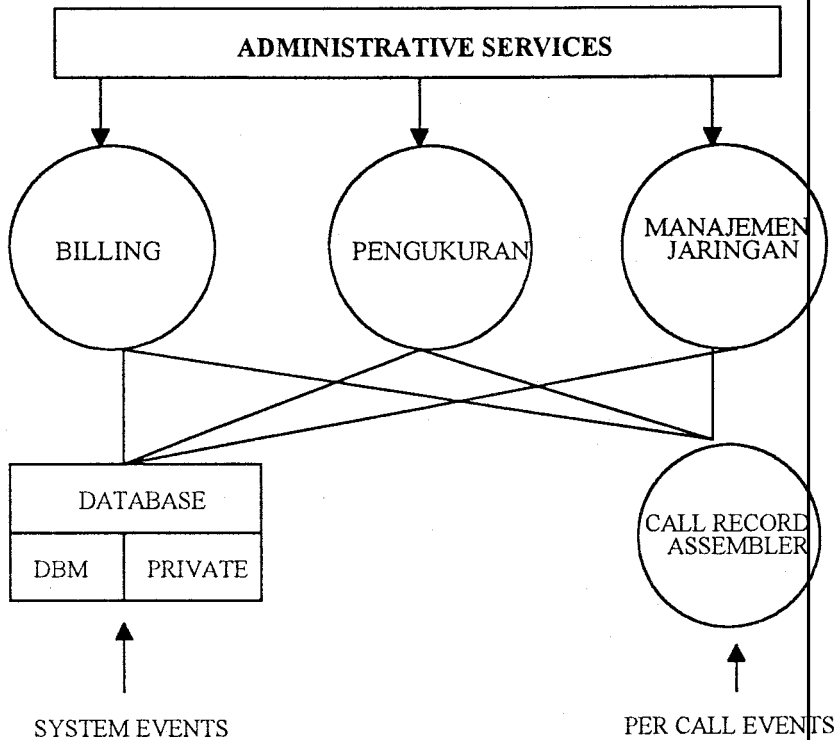 ADMINISTRATIVE SERVICES
BILLING
PENGUKURAN
MANAJEMEN
JARINGAN
DATABASE
DBM
PRIVATE
CALL RECORD
ASSEMBLER
SYSTEM EVENTS
PER CALL EVENTS